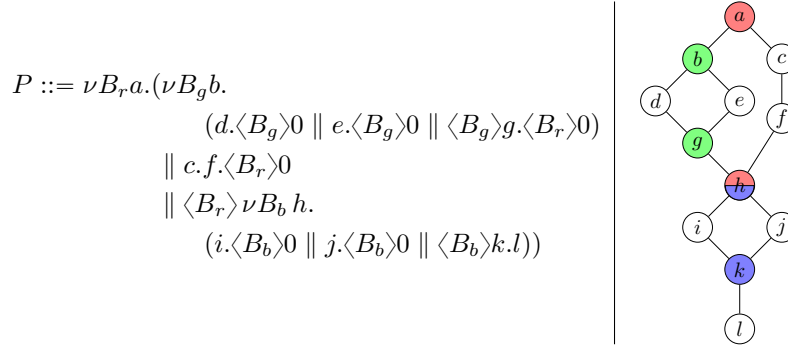 P ::= νB_r a.(νB_g b.
(d.⟨B_g⟩0 ∥ e.⟨B_g⟩0 ∥ ⟨B_g⟩g.⟨B_r⟩0)
∥ c.f.⟨B_r⟩0
∥ ⟨B_r⟩ νB_b h.
(i.⟨B_b⟩0 ∥ j.⟨B_b⟩0 ∥ ⟨B_b⟩k.l))
a
b c
d e
f
g
h
i j
k
l